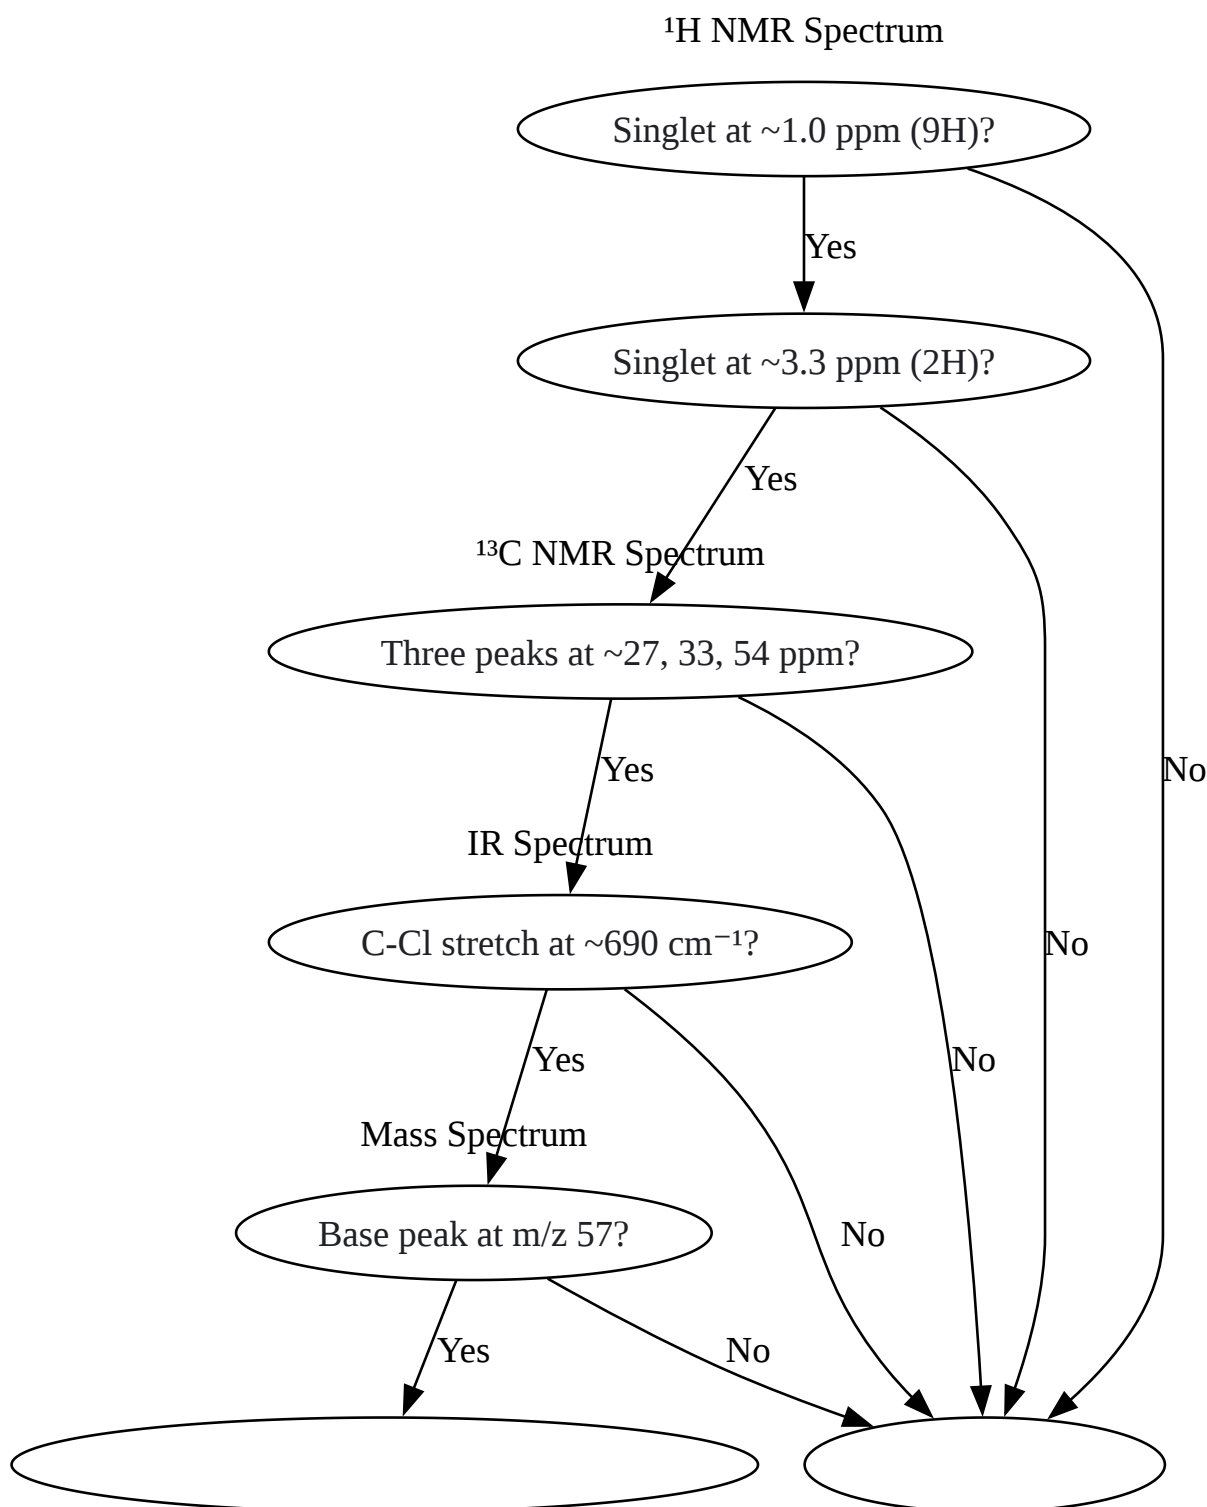 ¹H NMR Spectrum
Singlet at ~1.0 ppm (9H)?
Yes
Singlet at ~3.3 ppm (2H)?
Yes
¹³C NMR Spectrum
Three peaks at ~27, 33, 54 ppm?
Yes
No
IR Spectrum
C-Cl stretch at ~690 cm⁻¹?
No
Yes
No
Mass Spectrum
Base peak at m/z 57?
No
Yes
No